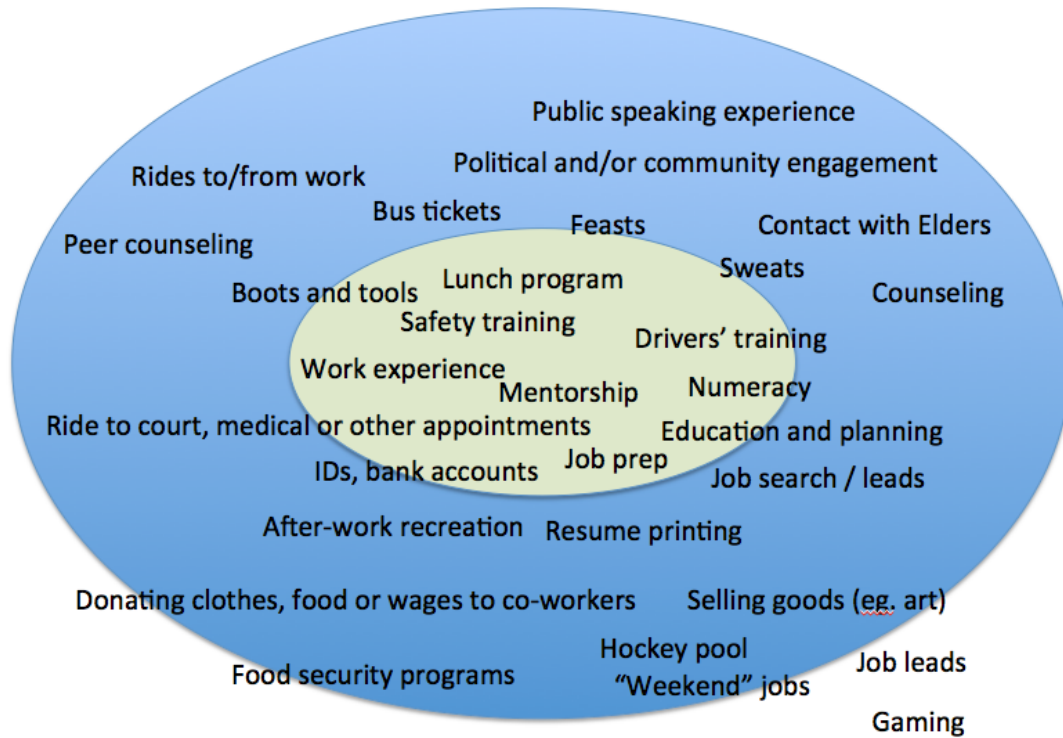 Public speaking experience
Political and/or community engagement
Rides to/from work
Bus tickets
Feasts
Contact with Elders
Peer counseling
Sweats
Lunch program
Boots and tools
Counseling
Safety training
Drivers' training
Work experience
Mentorship
Numeracy
Ride to court, medical or other appointments
Education and planning
Job prep
IDs, bank accounts
Job search / leads
After-work recreation
Resume printing
Donating clothes, food or wages to co-workers
Selling goods (eg. art)
Hockey pool
Job leads
Food security programs
“Weekend” jobs
Gaming